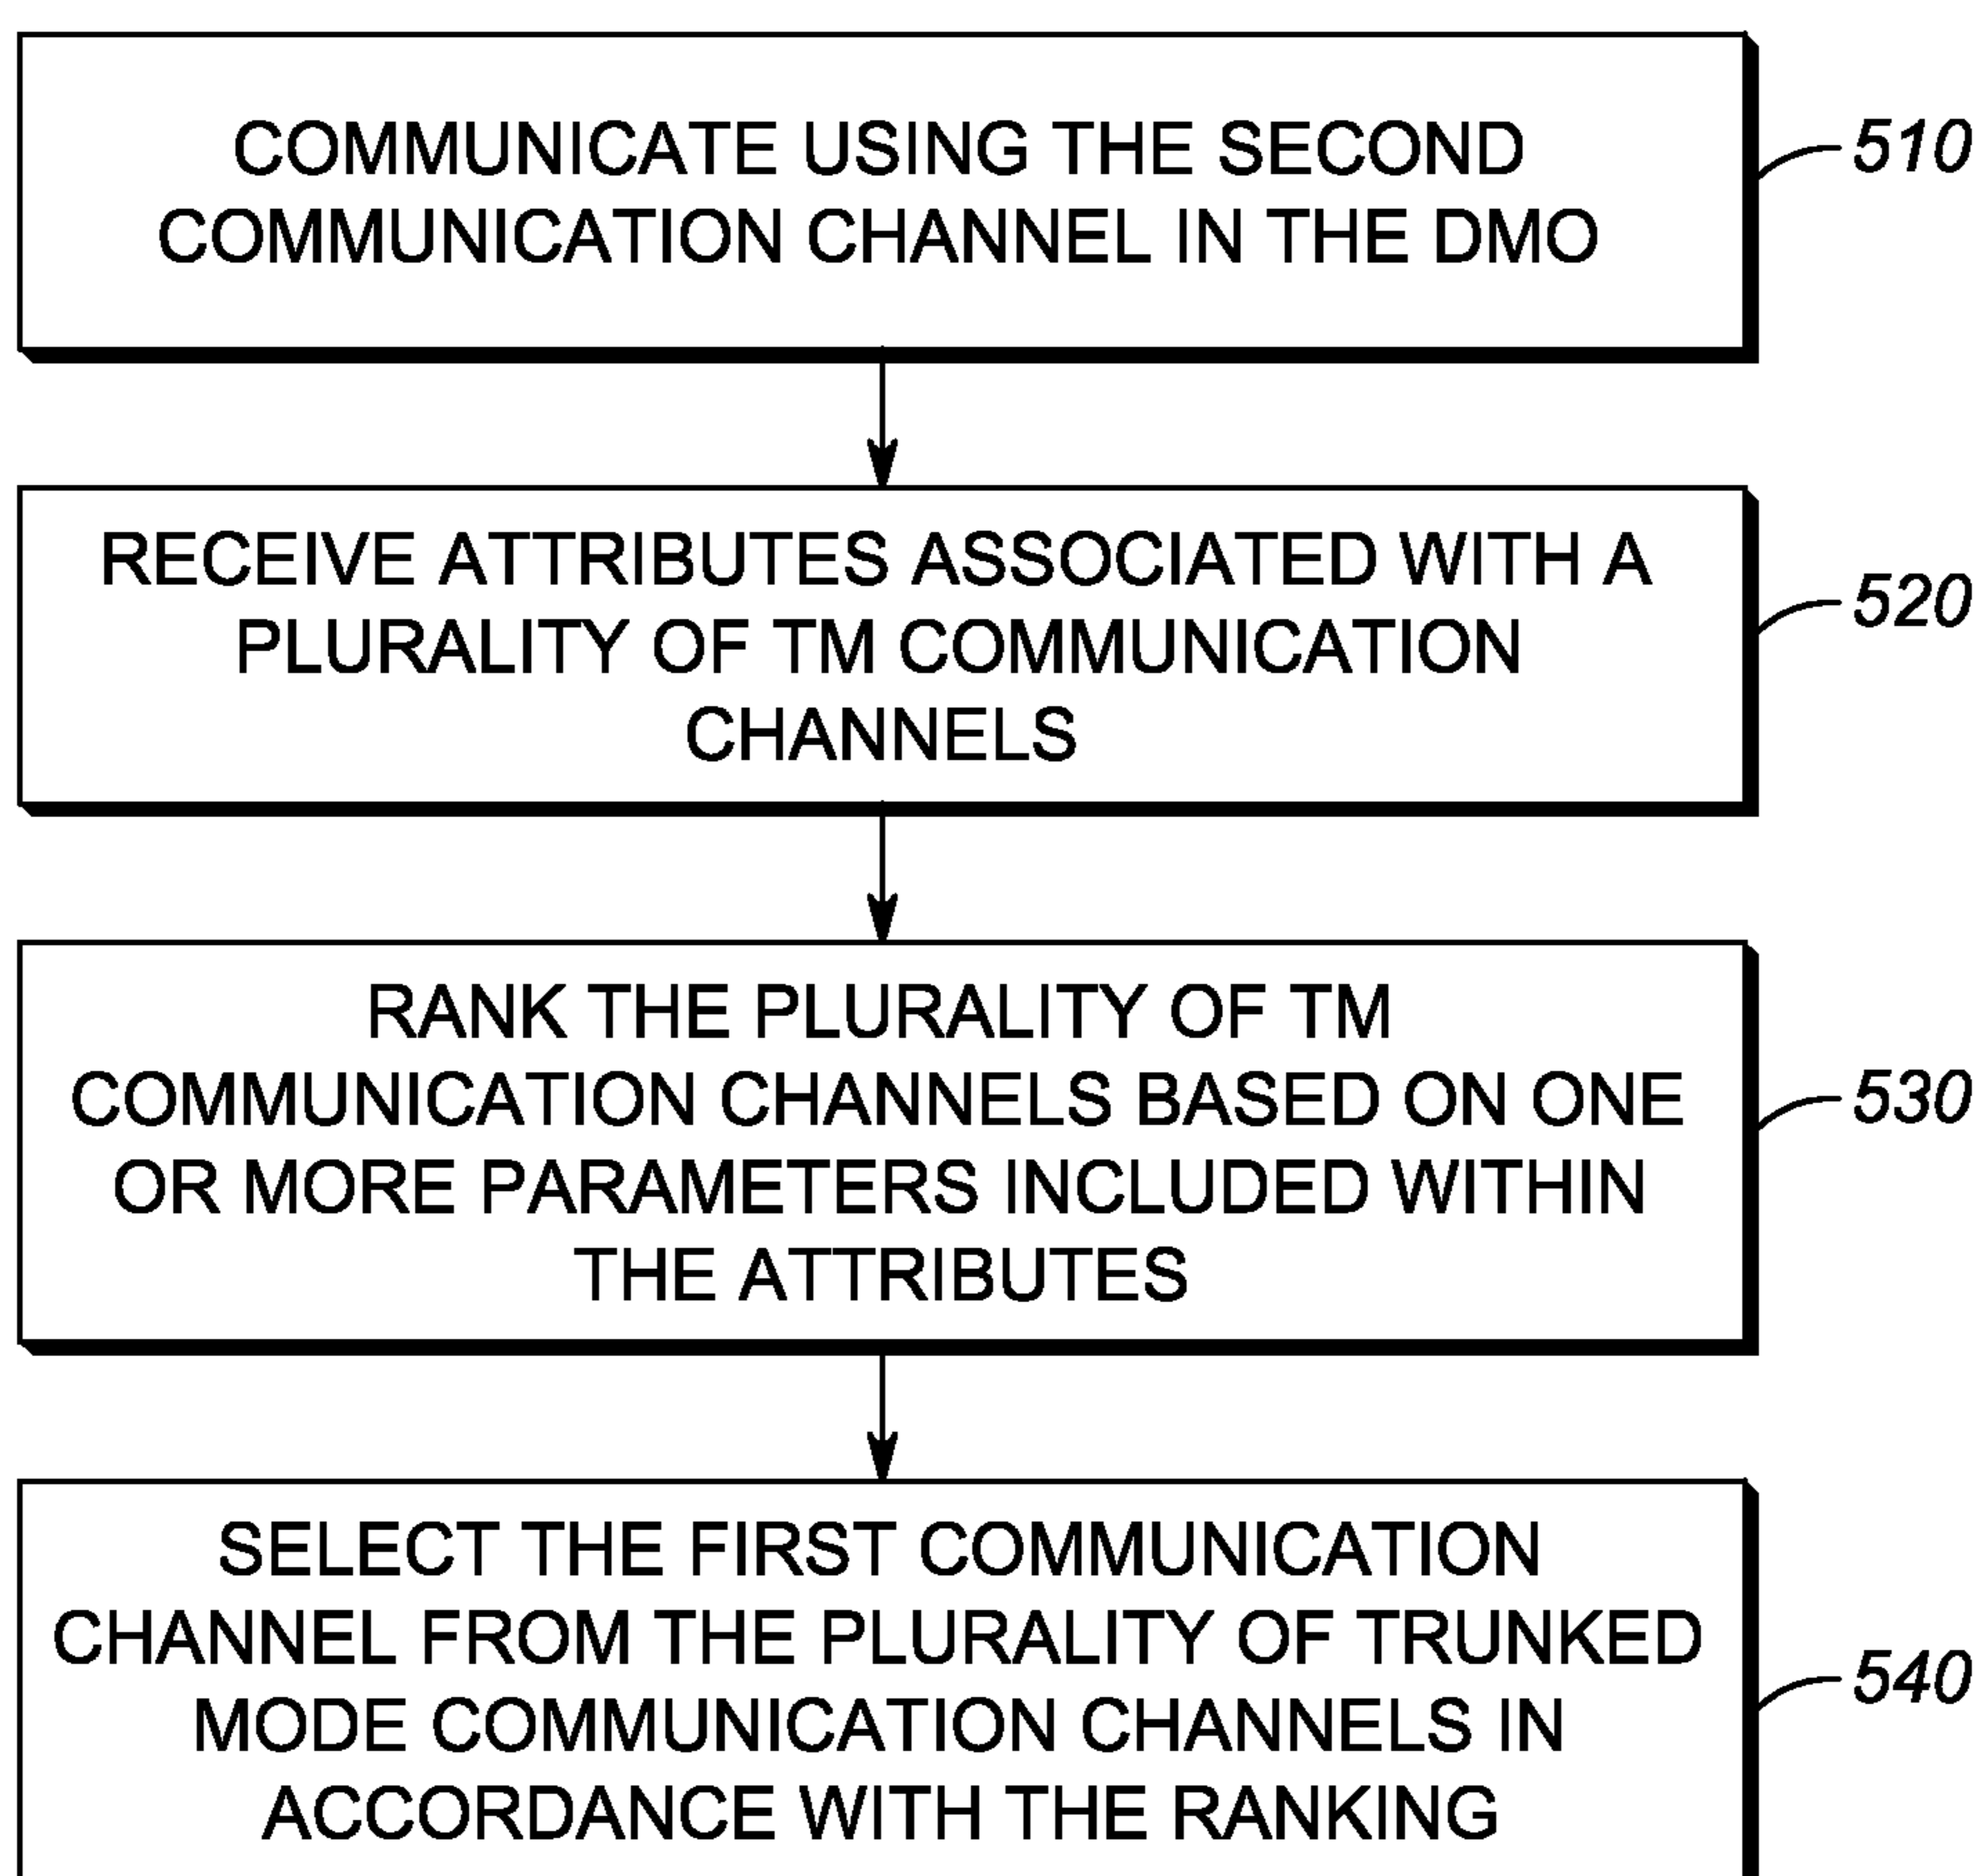 COMMUNICATE USING THE SECOND
COMMUNICATION CHANNEL IN THE DMO
510
RECEIVE ATTRIBUTES ASSOCIATED WITH A
PLURALITY OF TM COMMUNICATION
CHANNELS
520
RANK THE PLURALITY OF TM
COMMUNICATION CHANNELS BASED ON ONE
OR MORE PARAMETERS INCLUDED WITHIN
THE ATTRIBUTES
530
SELECT THE FIRST COMMUNICATION
CHANNEL FROM THE PLURALITY OF TRUNKED
MODE COMMUNICATION CHANNELS IN
ACCORDANCE WITH THE RANKING
540